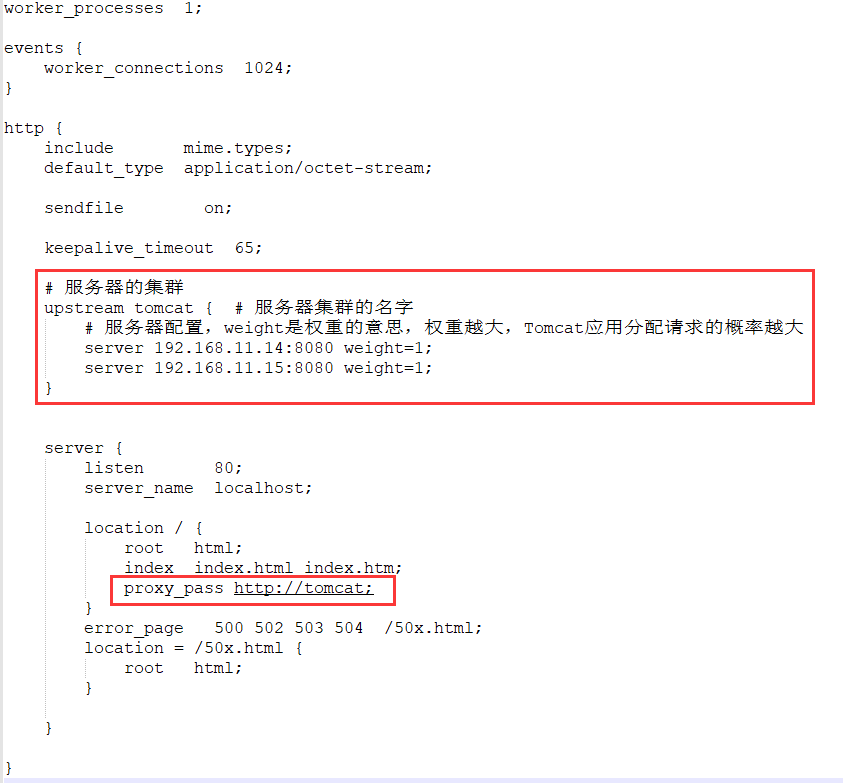 worker_processes  1;
events {
    worker_connections  1024;
}
http {
    include       mime.types;
    default_type  application/octet-stream;
    sendfile        on;
    keepalive_timeout  65;
    # 服务器的集群
    upstream tomcat {  # 服务器集群的名字
        # 服务器配置，weight是权重的意思，权重越大，Tomcat应用分配请求的概率越大
        server 192.168.11.14:8080 weight=1;
        server 192.168.11.15:8080 weight=1;
    }
    server {
        listen       80;
        server_name  localhost;
        location / {
            root   html;
            index  index.html index.htm;
            proxy_pass http://tomcat;
        }
        error_page   500 502 503 504  /50x.html;
        location = /50x.html {
            root   html;
        }
    }
}